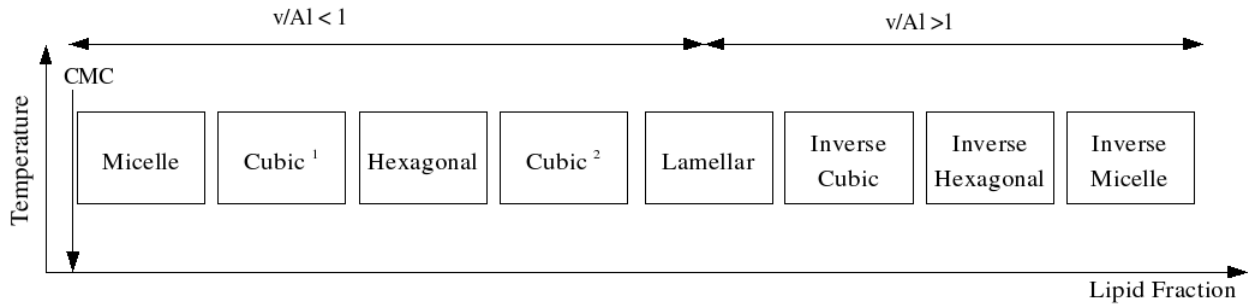 v/Al < 1
v/Al >1
CMC
Temperature
Micelle
Cubic ¹
Hexagonal
Cubic ²
Lamellar
Inverse
Cubic
Inverse
Hexagonal
Inverse
Micelle
Lipid Fraction